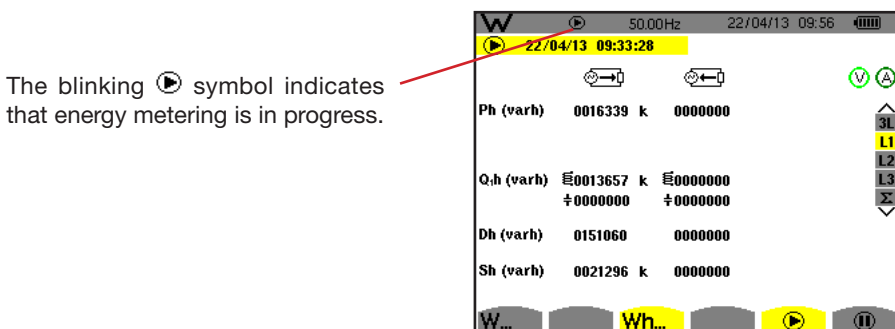 The blinking symbol indicates
that energy metering is in progress.
W 50.00Hz 22/04/13 09:56
22/04/13 09:33:28
V A
Ph (varh) 0016339 k 0000000
3L
L1
L2
Q₁h (varh) 0013657 k 0000000
L3
÷0000000 ÷0000000
Σ
Dh (varh) 0151060 0000000
Sh (varh) 0021296 k 0000000
W... Wh...